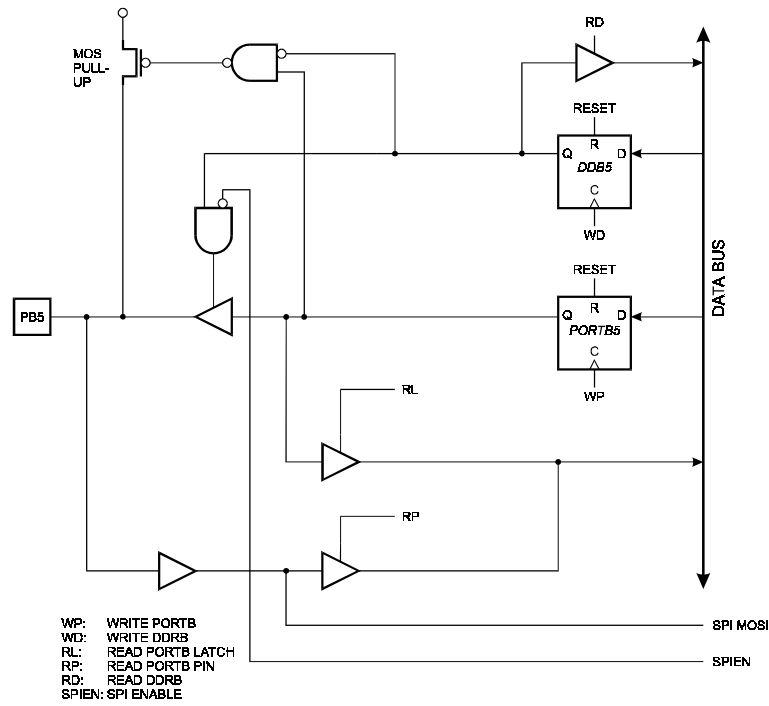 RD
MOS
PULL-
UP
RESET
R
Q
D
DDB5
C
WD
DATA BUS
RESET
PB5
R
Q
D
PORTB5
C
WP
RL
RP
WP: WRITE PORTB
WD: WRITE DDRB
RL: READ PORTB LATCH
RP: READ PORTB PIN
RD: READ DDRB
SPIEN: SPI ENABLE
SPI MOSI
SPIEN